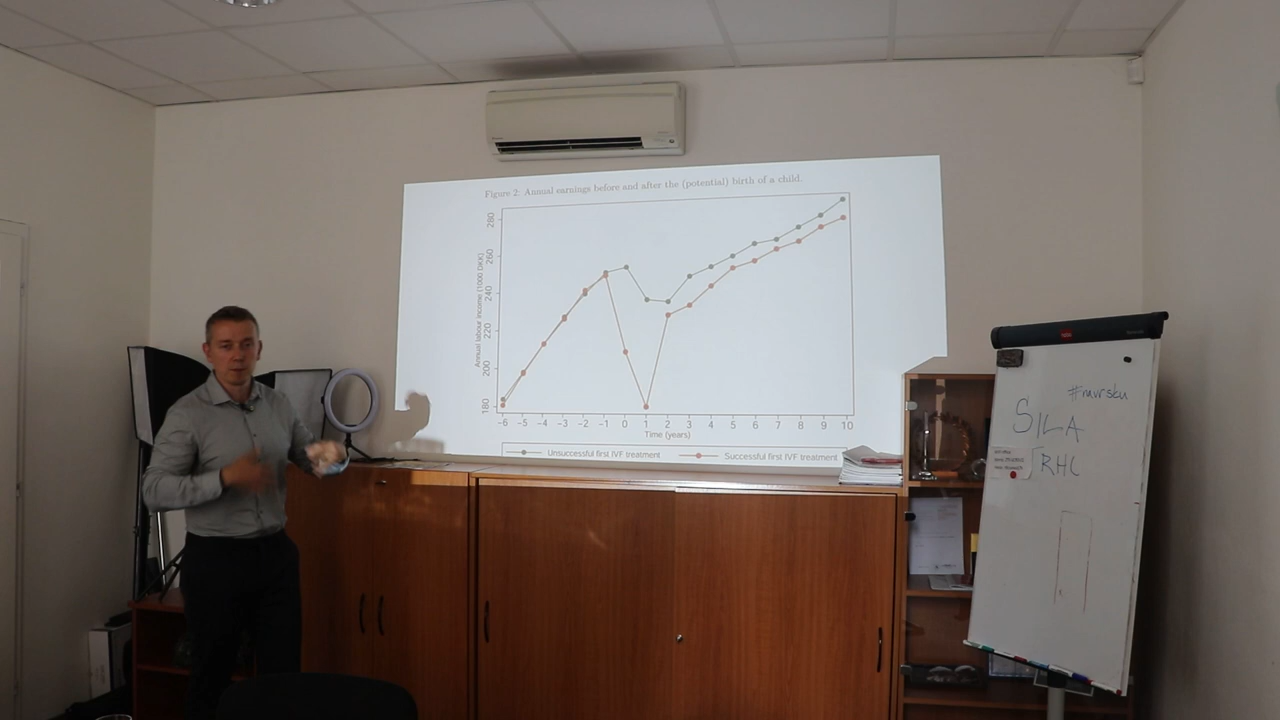 Figure 2: Annual earnings before and after the (potential) birth of a child.
Annual labour income (1000 DKK)
280
260
240
220
200
180
-6 -5 -4 -3 -2 -1 0 1 2 3 4 5 6 7 8 9 10
Time (years)
Unsuccessful first IVF treatment Successful first IVF treatment
#mvrsku
SILA
RHC